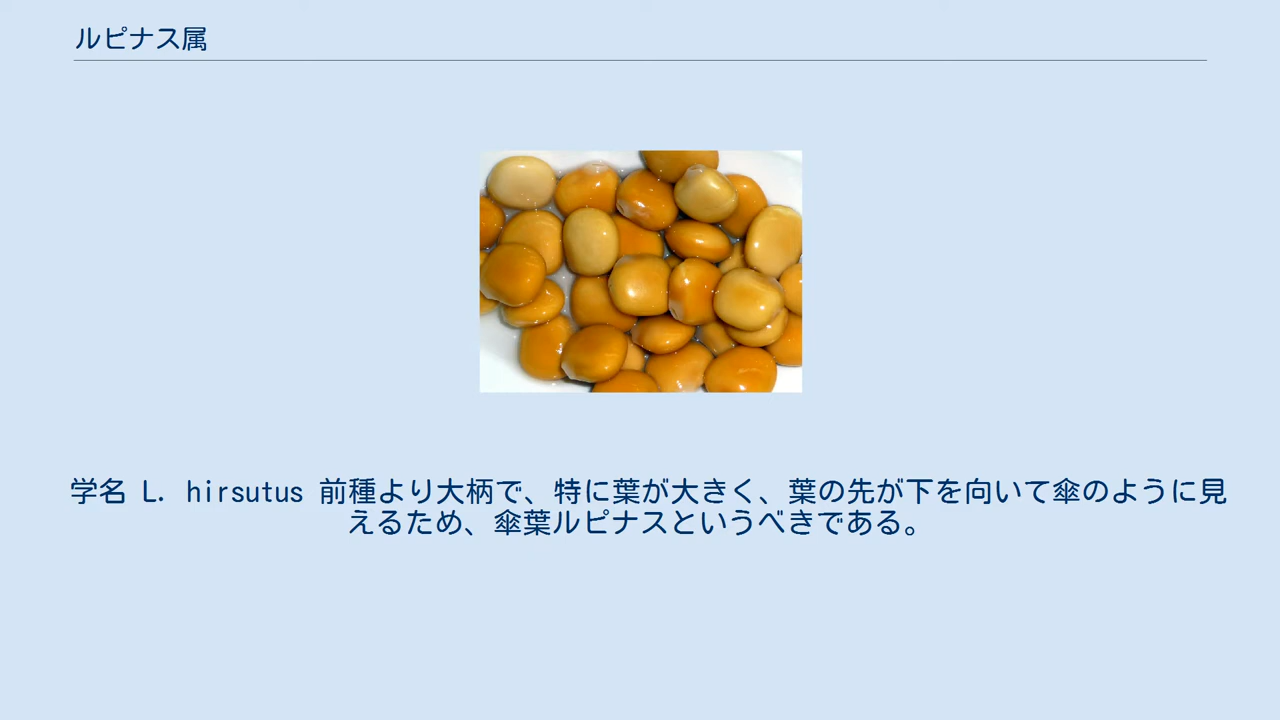 ルピナス属
学名 L. hirsutus 前種より大柄で、特に葉が大きく、葉の先が下を向いて傘のように見
えるため、傘葉ルピナスというべきである。